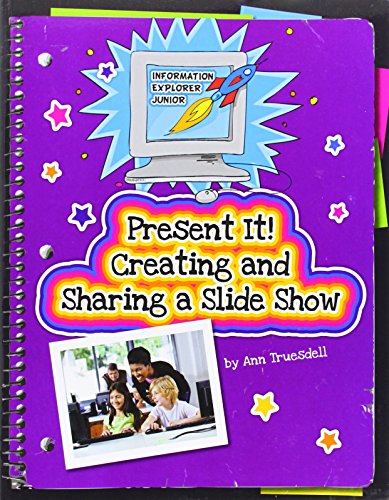 INFORMATION
EXPLORER
JUNIOR
Present It!
Creating and
Sharing a Slide Show
by Ann Truesdell